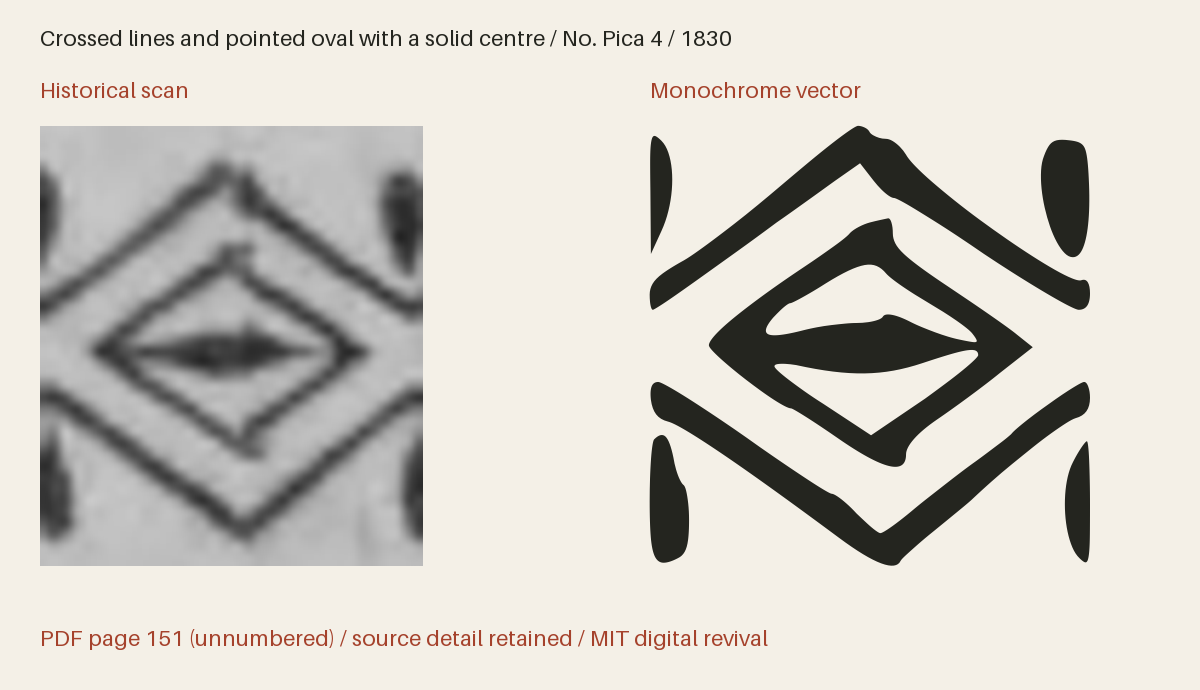 Crossed lines and pointed oval with a solid centre / No. Pica 4 / 1830
Historical scan
Monochrome vector
PDF page 151 (unnumbered) / source detail retained / MIT digital revival